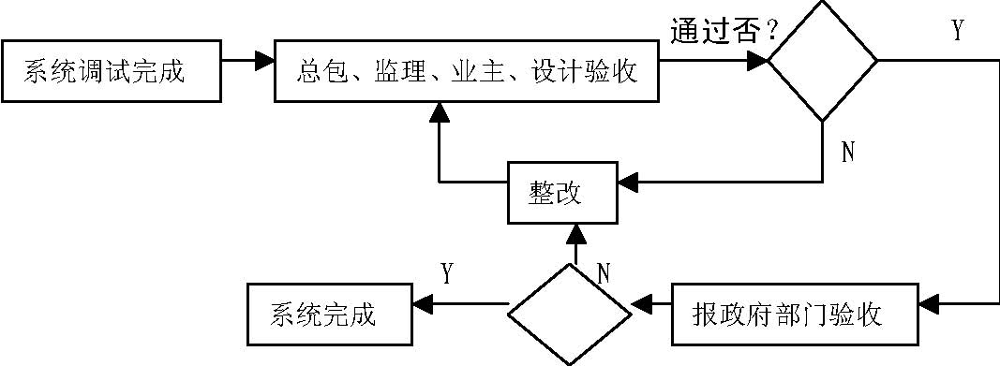 通过否?
Y
系统调试完成
总包、监理、业主、设计验收
N
整改
Y
N
系统完成
报政府部门验收